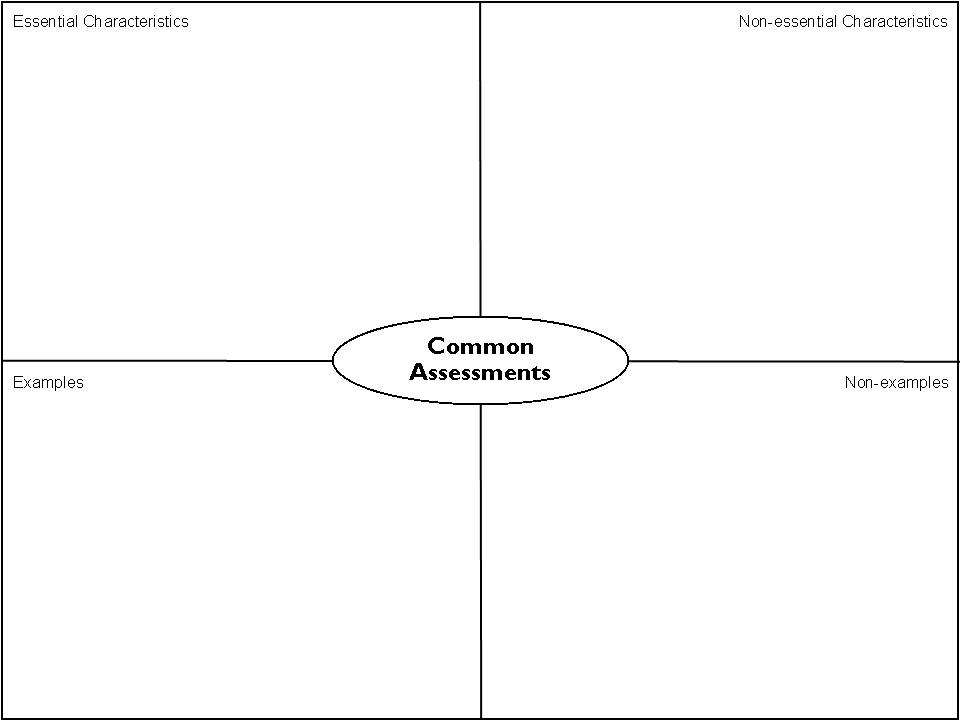 Essential Characteristics
Non-essential Characteristics
Common
Assessments
Examples
Non-examples